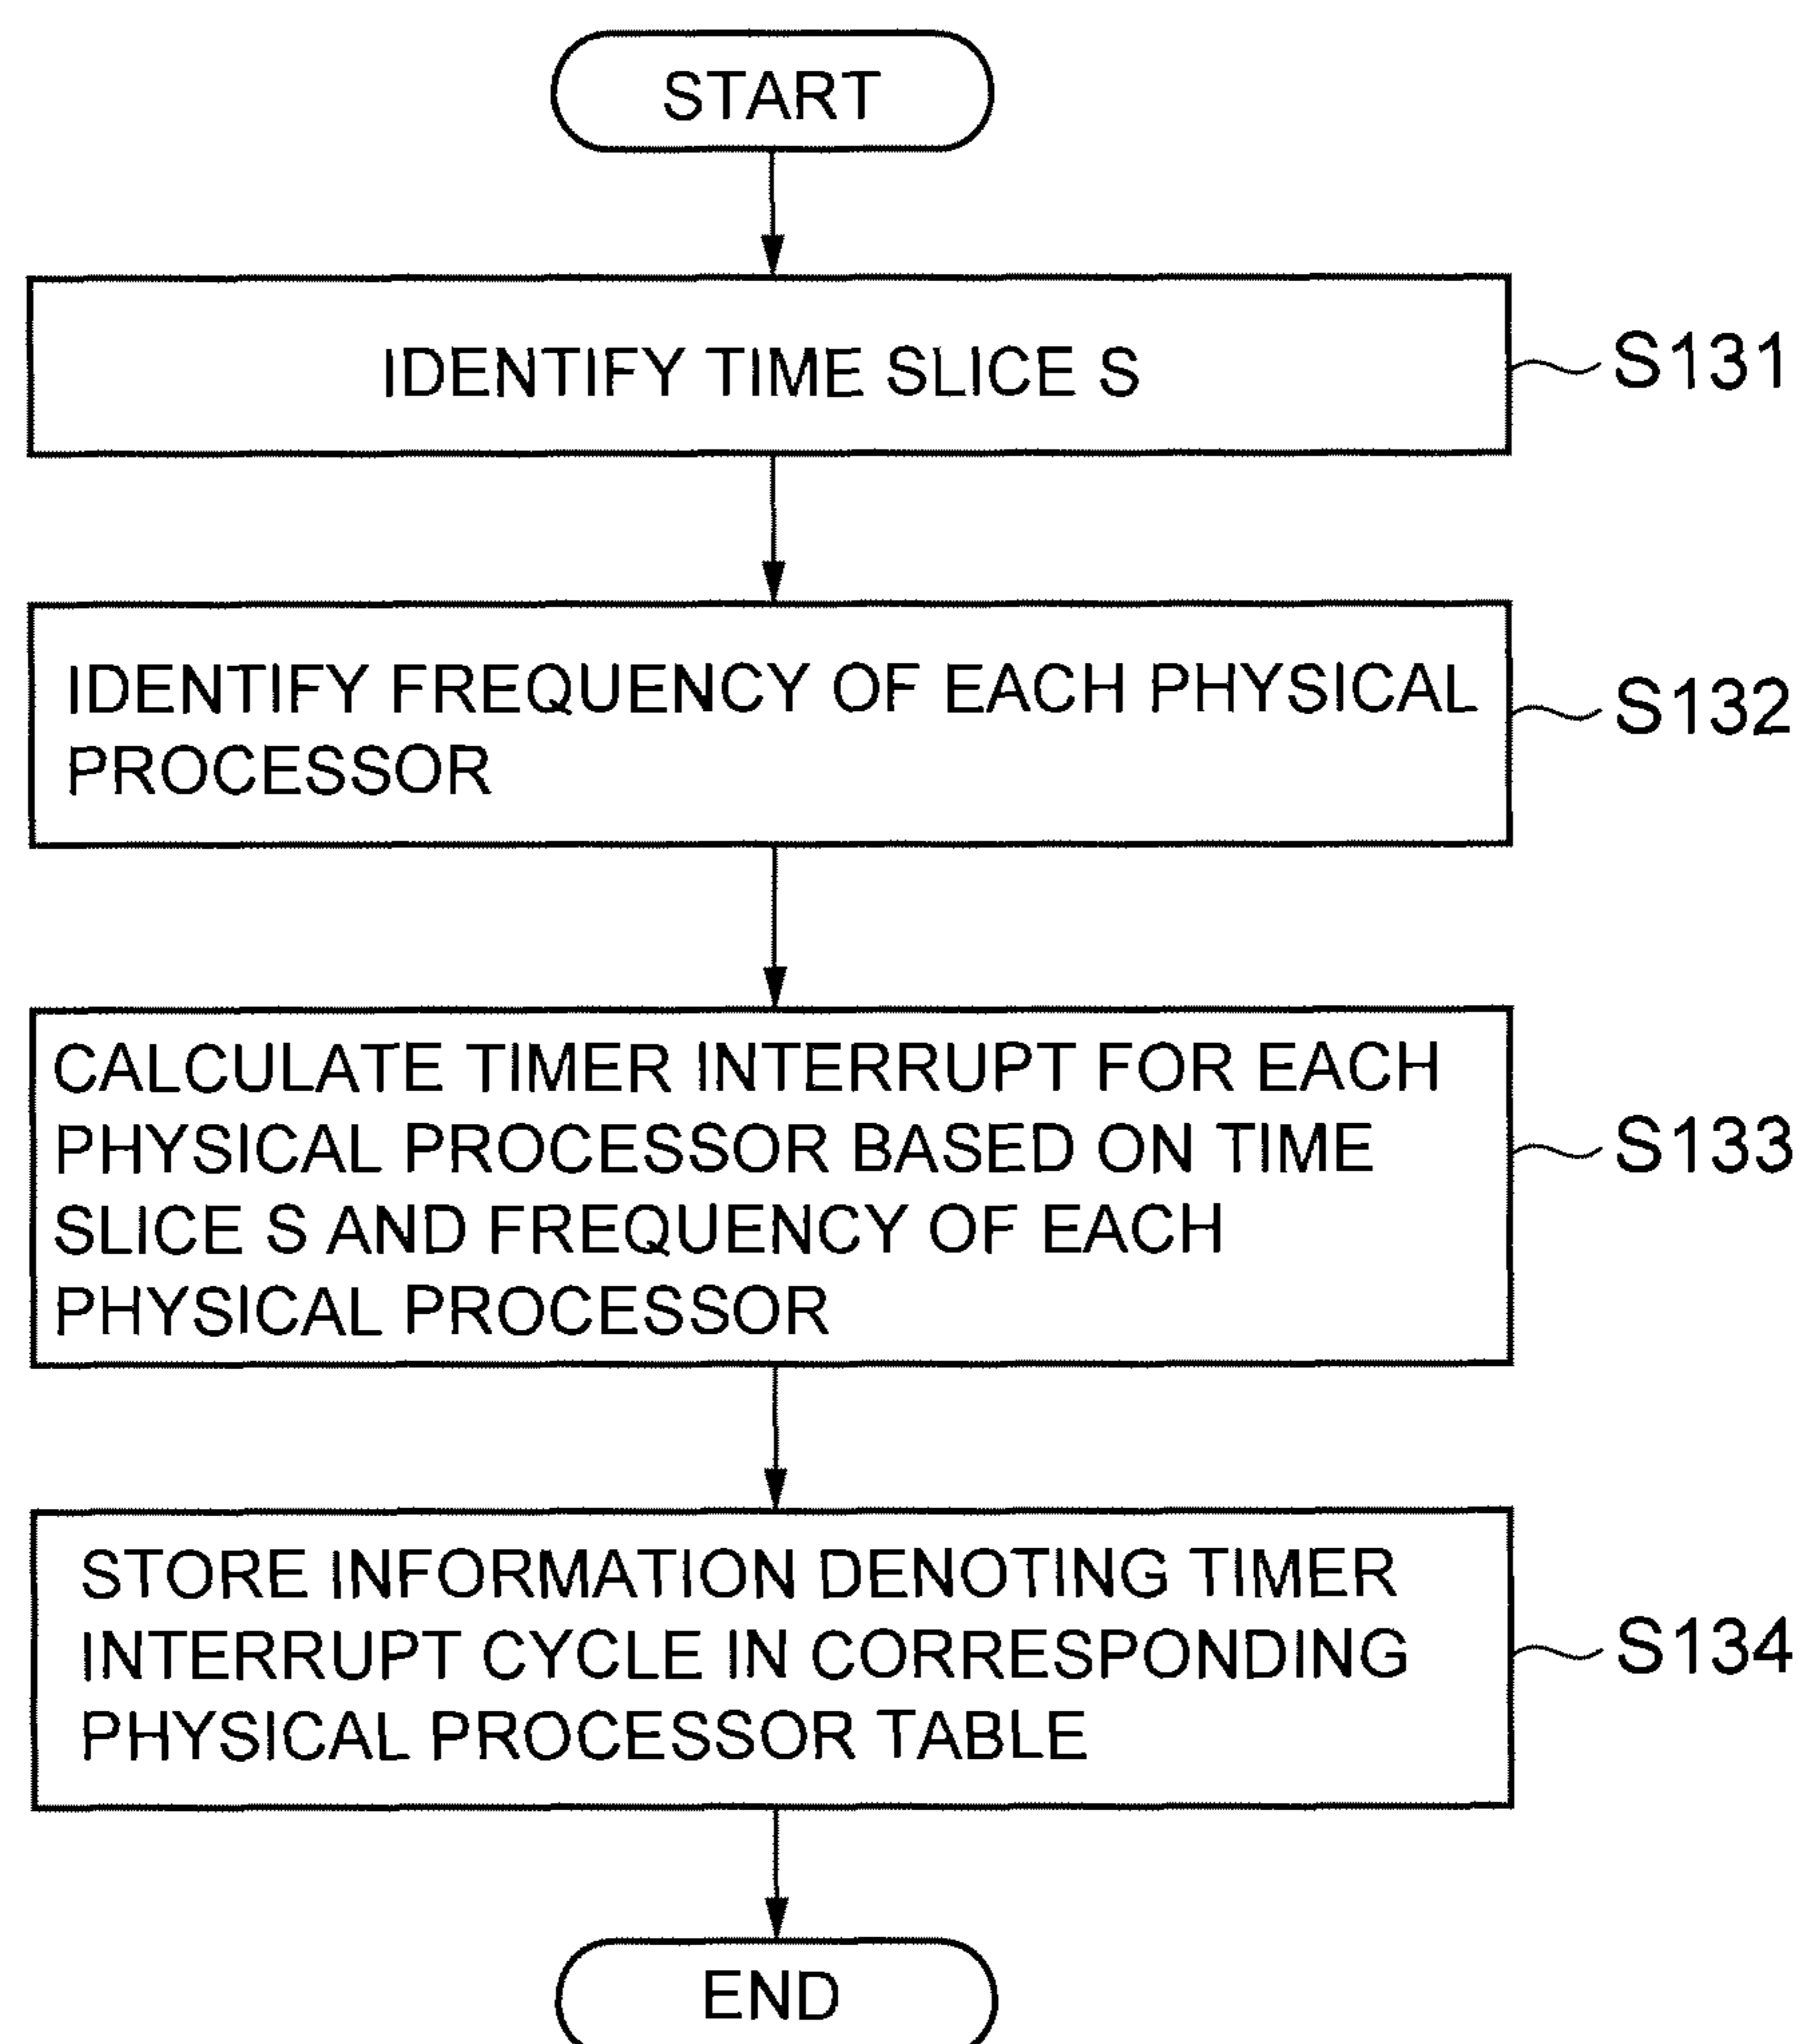 START
IDENTIFY TIME SLICE S
S131
IDENTIFY FREQUENCY OF EACH PHYSICAL
PROCESSOR
S132
CALCULATE TIMER INTERRUPT FOR EACH
PHYSICAL PROCESSOR BASED ON TIME
SLICE S AND FREQUENCY OF EACH
PHYSICAL PROCESSOR
S133
STORE INFORMATION DENOTING TIMER
INTERRUPT CYCLE IN CORRESPONDING
PHYSICAL PROCESSOR TABLE
S134
END